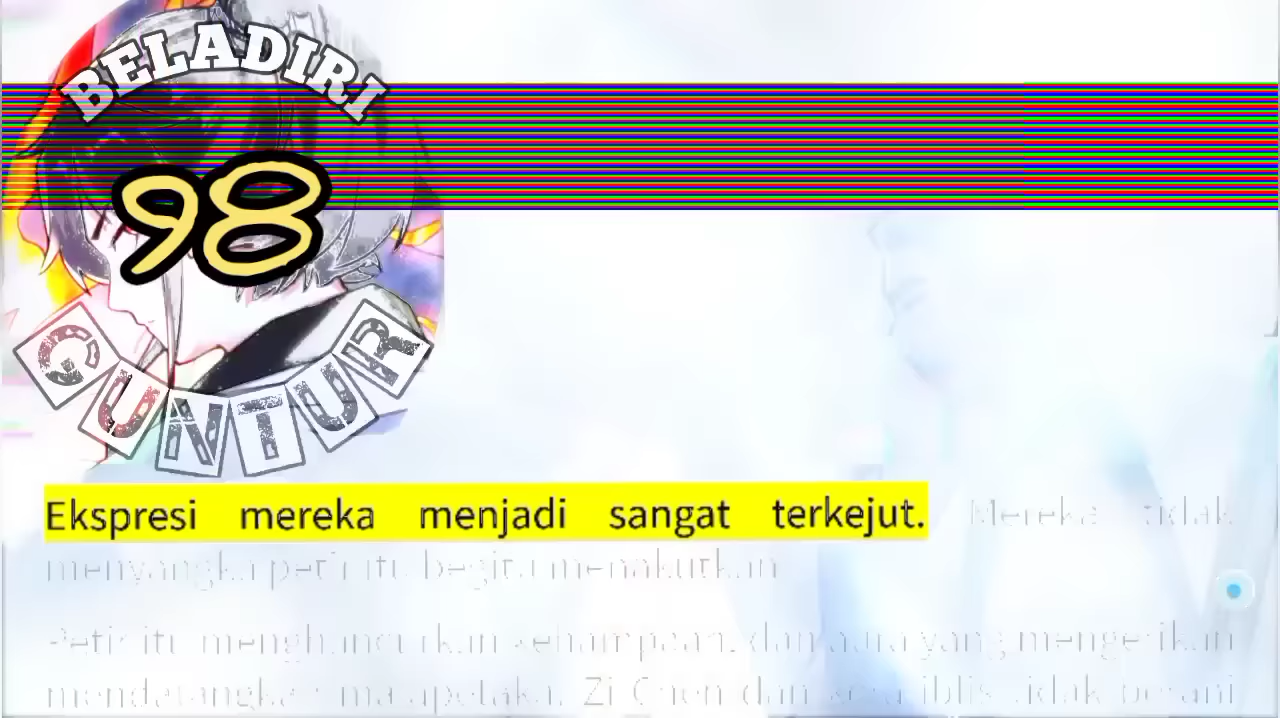 BELADIRI
98
GUNTUR
Ekspresi mereka menjadi sangat terkejut. Mereka tidak
menyangka petir itu begitu menakutkan
Petir itu menghancurkan kehampaan, dan aura yang mengerikan
mendatangkan malapetaka. Zi Chen dan kera iblis tidak berani